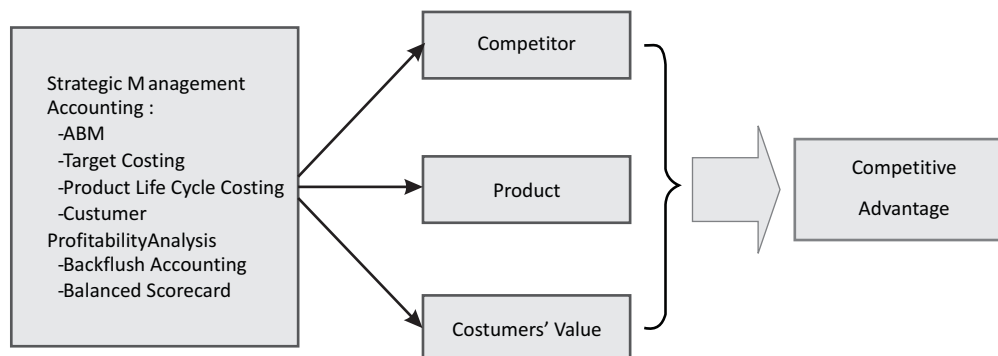 Strategic Management
Accounting :
-ABM
-Target Costing
-Product Life Cycle Costing
-Custumer
ProfitabilityAnalysis
-Backflush Accounting
-Balanced Scorecard
Competitor
Product
Costumers’ Value
Competitive
Advantage